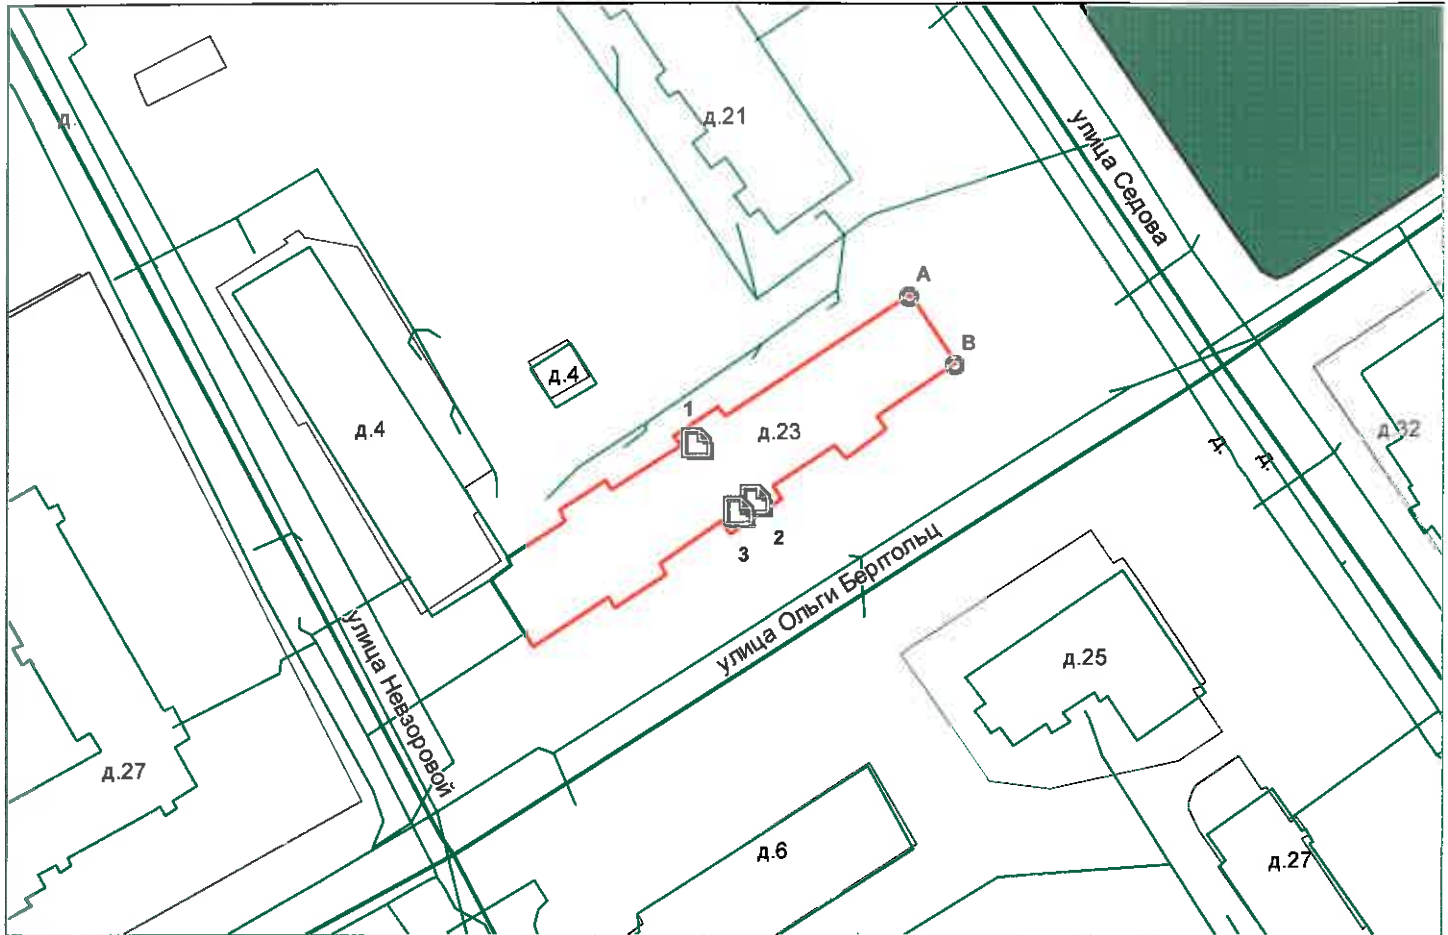 д.
д.21
улица Седова
A
B
д.4
1
д.23
д.4
д.32
д.
д.
2
3
улица Ольги Берггольц
улица Невзоровой
д.25
д.27
д.6
д.27